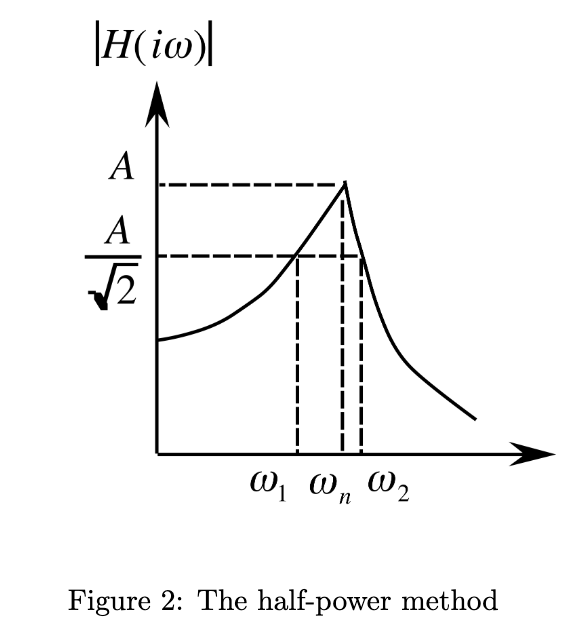 |H(iω)|
A
A/√2
ω₁ ωₙ ω₂
Figure 2: The half-power method